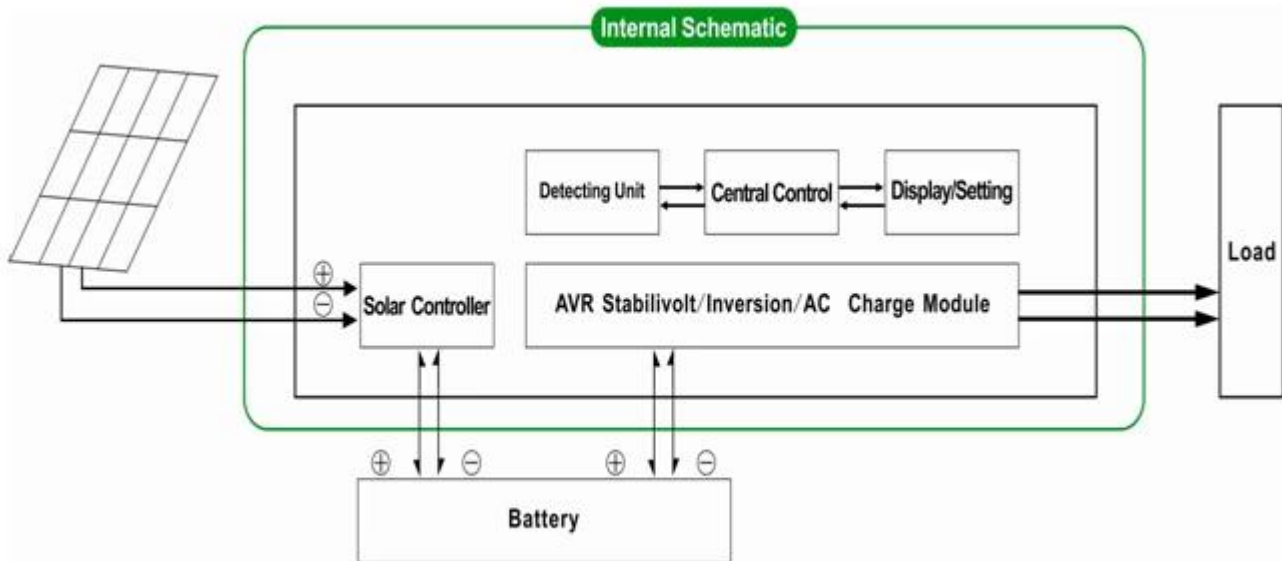 Internal Schematic
Detecting Unit
Central Control
Display/Setting
Load
⊕
⊖
Solar Controller
AVR Stabilivolt/Inversion/AC Charge Module
⊕ ⊖ ⊕ ⊖
Battery